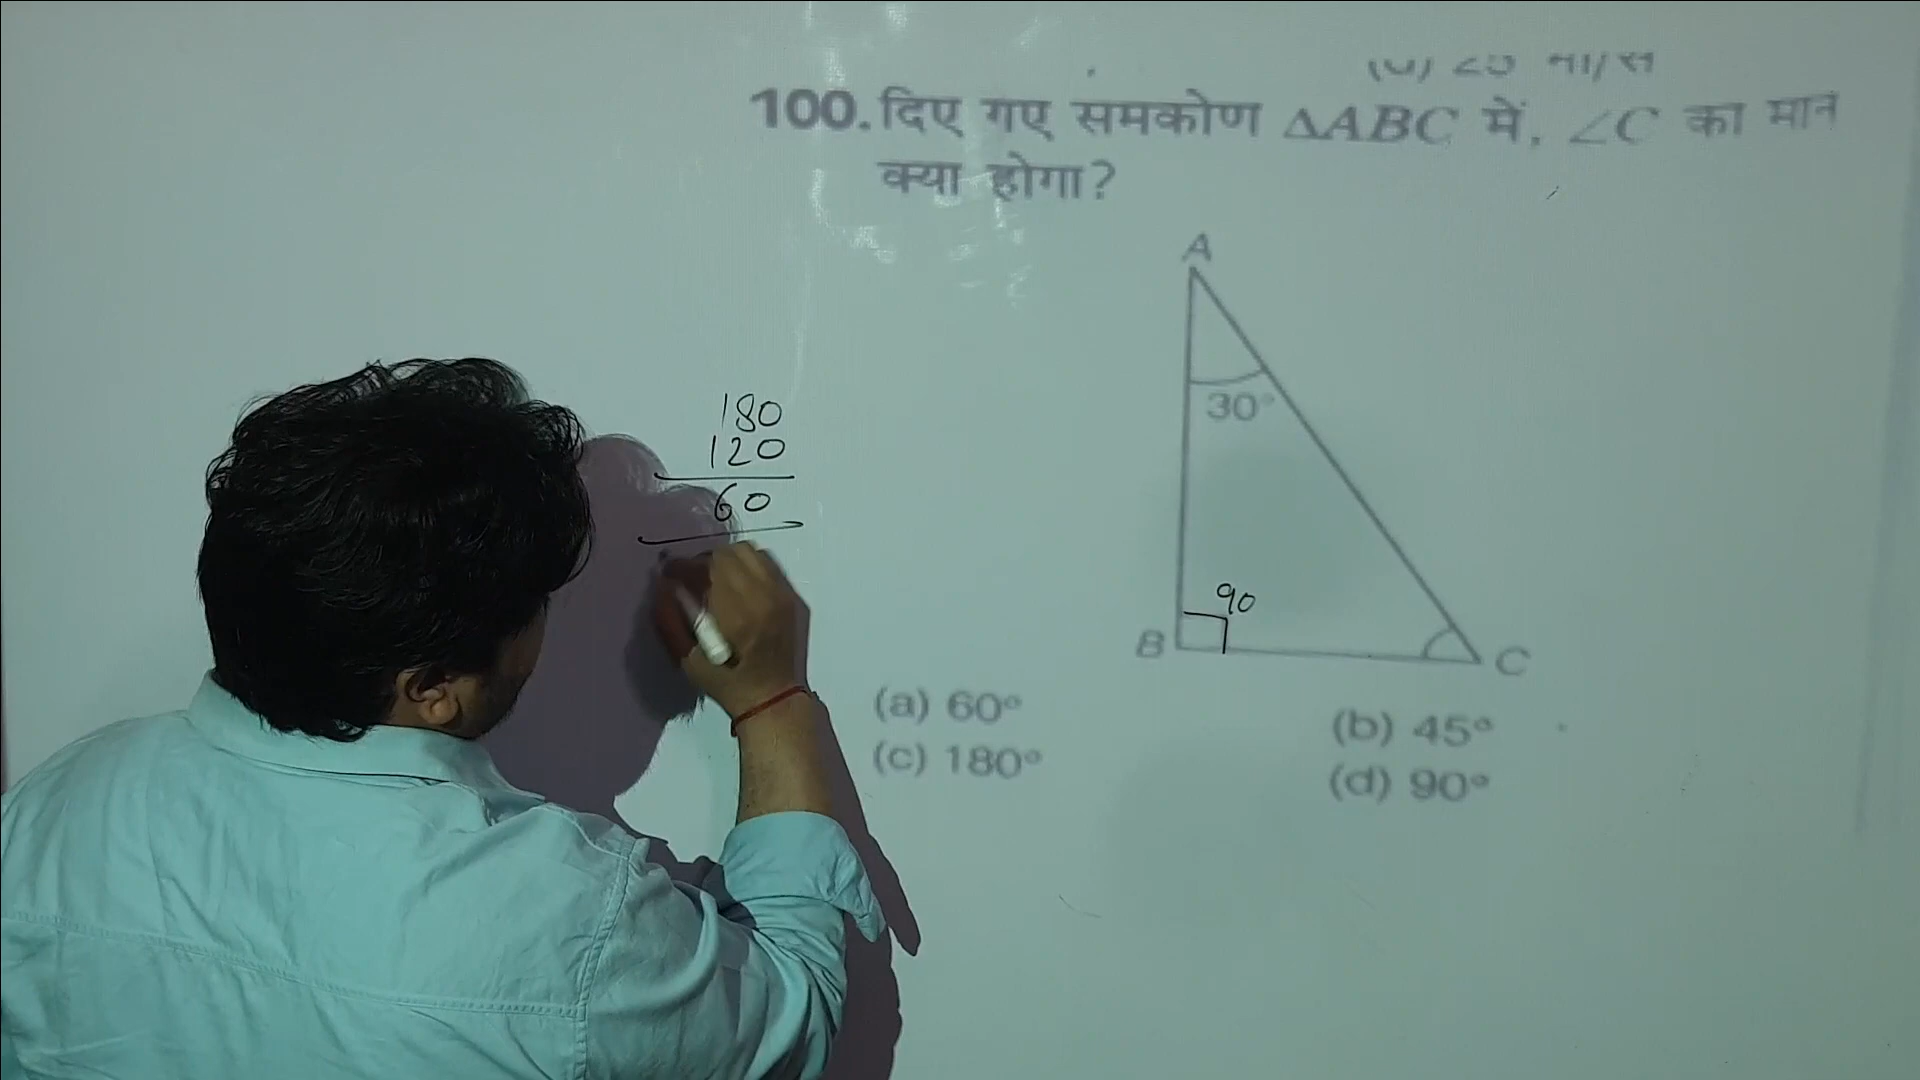 100. दिए गए समकोण ΔABC में, ∠C का मान
क्या होगा?
A
30°
90
B
C
180
120
60
(a) 60°
(b) 45°
(c) 180°
(d) 90°